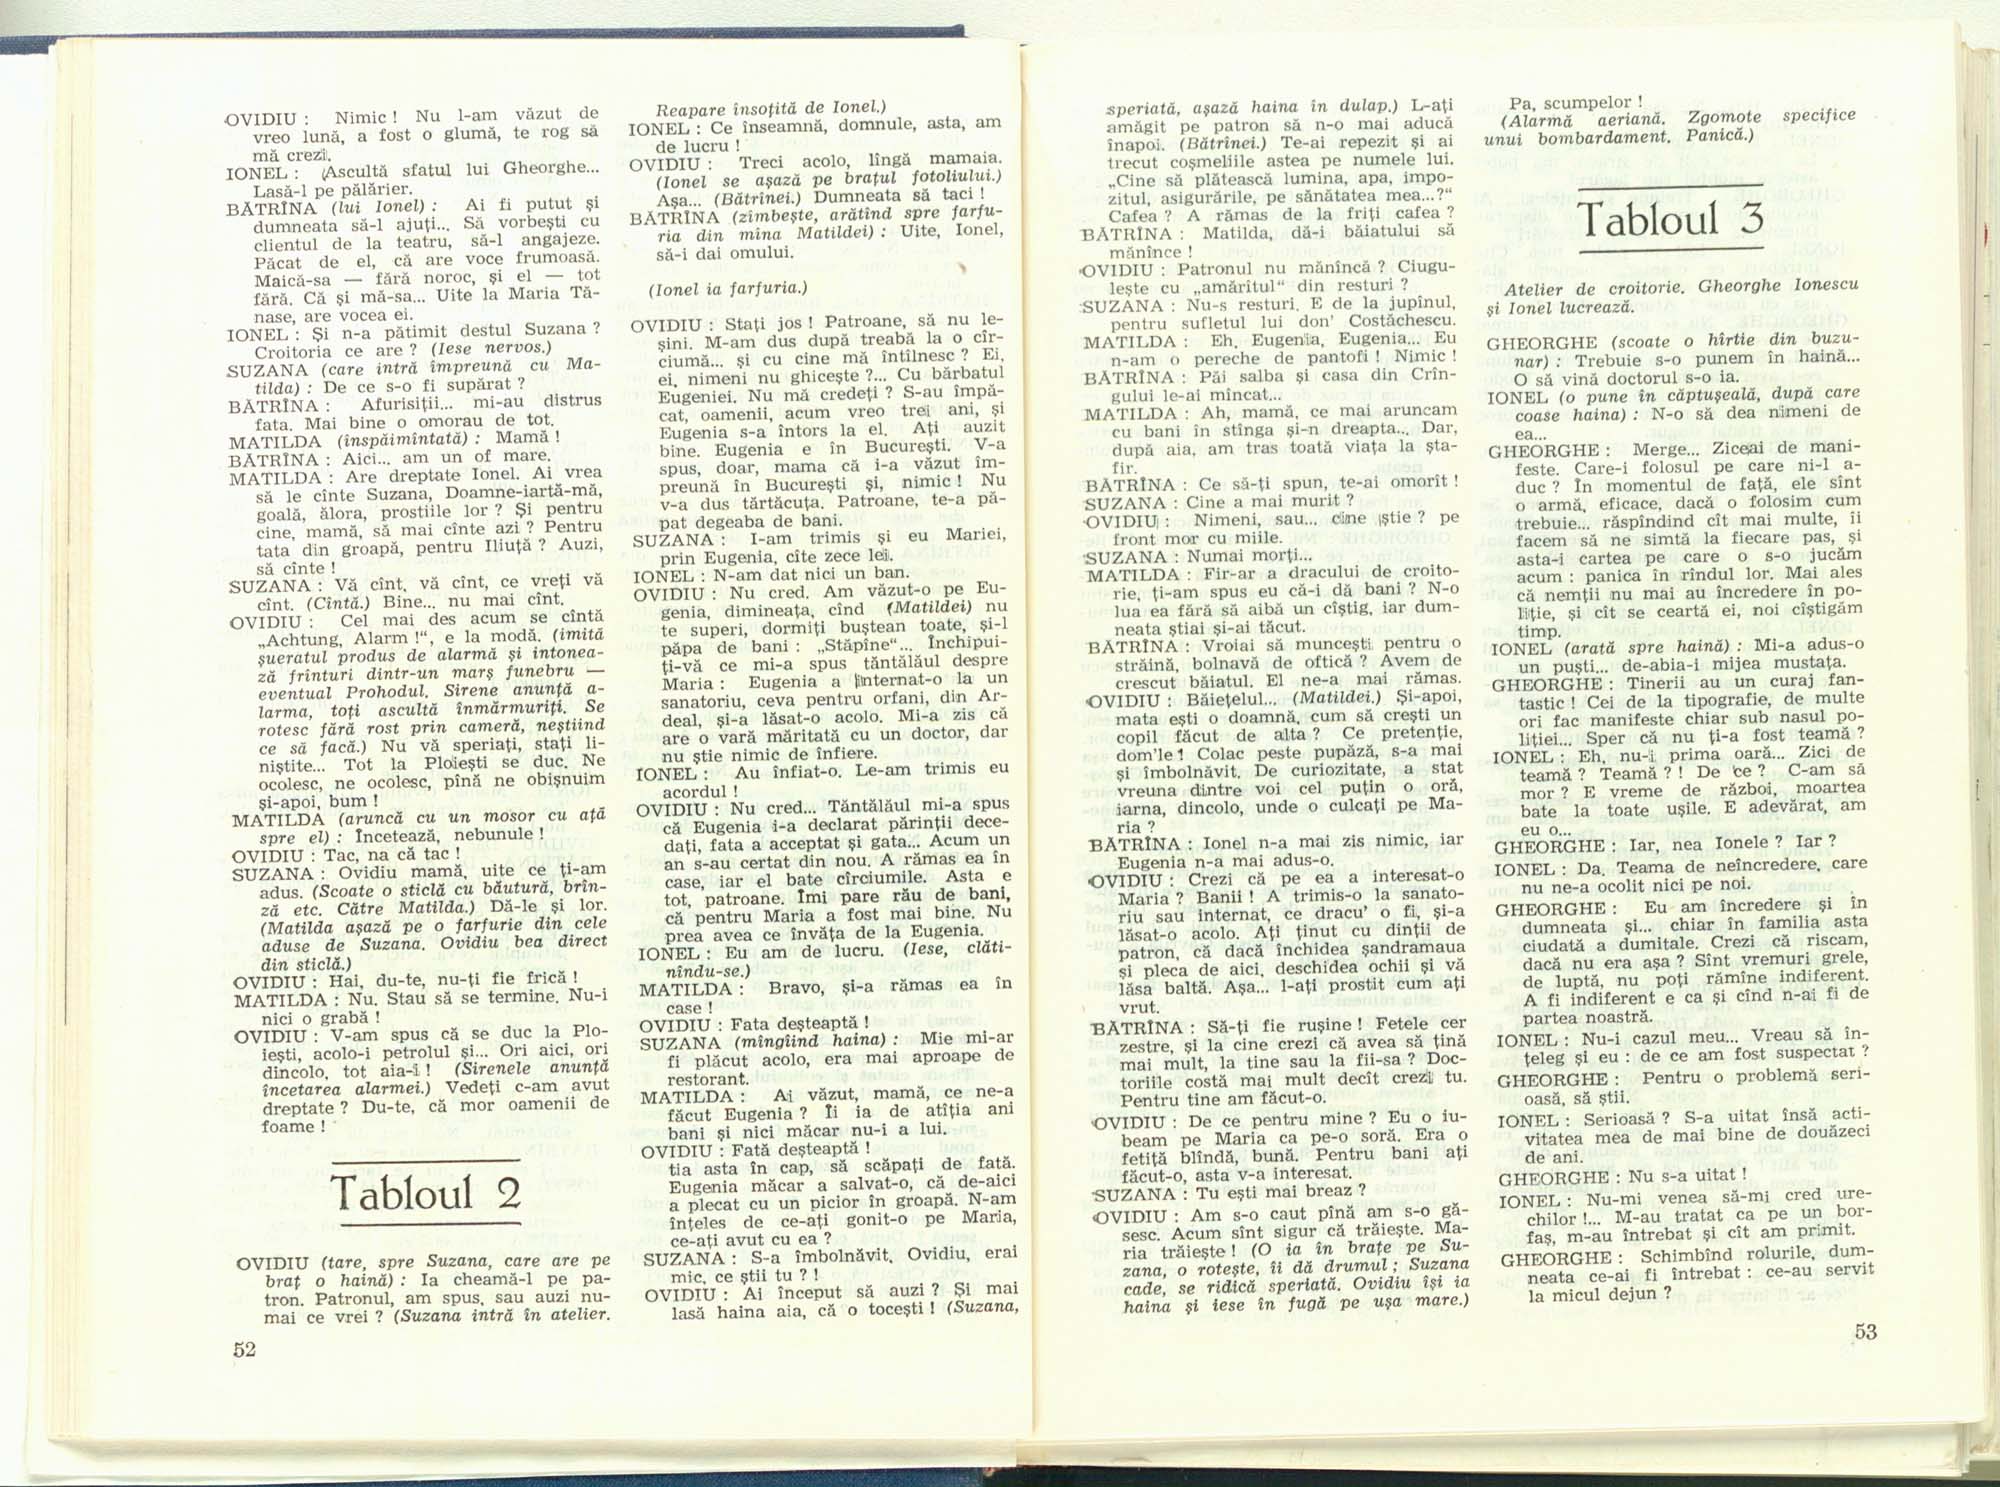 OVIDIU : Nimic ! Nu l-am văzut de
vreo lună, a fost o glumă, te rog să
mă crezi.
IONEL : Ascultă sfatul lui Gheorghe...
Lasă-l pe pălărier.
BĂTRÎNA (lui Ionel) : Ai fi putut și
dumneata să-l ajuți... Să vorbești cu
clientul de la teatru, să-l angajeze.
Păcat de el, că are voce frumoasă.
Maică-sa — fără noroc, și el — tot
fără. Că și mă-sa... Uite la Maria Tă-
nase, are vocea ei.
IONEL : Și n-a pătimit destul Suzana ?
Croitoria ce are ? (Iese nervos.)
SUZANA (care intră împreună cu Ma-
tilda) : De ce s-o fi supărat ?
BĂTRÎNA : Afurisiții... mi-au distrus
fata. Mai bine o omorau de tot.
MATILDA (înspăimîntată) : Mamă !
BĂTRÎNA : Aici... am un of mare.
MATILDA : Are dreptate Ionel. Ai vrea
să le cînte Suzana, Doamne-iartă-mă,
goală, ălora, prostiile lor ? Și pentru
cine, mamă, să mai cînte azi ? Pentru
tata din groapă, pentru Iliuță ? Auzi,
să cînte !
SUZANA : Vă cînt, vă cînt, ce vreți vă
cînt. (Cîntă.) Bine... nu mai cînt.
OVIDIU : Cel mai des acum se cîntă
„Achtung, Alarm !“, e la modă. (imită
șueratul produs de alarmă și intonea-
ză frînturi dintr-un marș funebru —
eventual Prohodul. Sirene anunță a-
larma, toți ascultă înmărmuriți. Se
rotesc fără rost prin cameră, neștiind
ce să facă.) Nu vă speriați, stați li-
niștite... Tot la Ploiești se duc. Ne
ocolesc, ne ocolesc, pînă ne obișnuim
și-apoi, bum !
MATILDA (aruncă cu un mosor cu ață
spre el) : Încetează, nebunule !
OVIDIU : Tac, na că tac !
SUZANA : Ovidiu mamă, uite ce ți-am
adus. (Scoate o sticlă cu băutură, brîn-
ză etc. Către Matilda.) Dă-le și lor.
(Matilda așază pe o farfurie din cele
aduse de Suzana. Ovidiu bea direct
din sticlă.)
OVIDIU : Hai, du-te, nu-ți fie frică !
MATILDA : Nu. Stau să se termine. Nu-i
nici o grabă !
OVIDIU : V-am spus că se duc la Plo-
iești, acolo-i petrolul și... Ori aici, ori
dincolo, tot aia-i ! (Sirenele anunță
încetarea alarmei.) Vedeți c-am avut
dreptate ? Du-te, că mor oamenii de
foame !
Tabloul 2
OVIDIU (tare, spre Suzana, care are pe
braț o haină) : Ia cheamă-l pe pa-
tron. Patronul, am spus, sau auzi nu-
mai ce vrei ? (Suzana intră în atelier.
52
Reapare însoțită de Ionel.)
IONEL : Ce înseamnă, domnule, asta, am
de lucru !
OVIDIU : Treci acolo, lîngă mamaia.
(Ionel se așază pe brațul fotoliului.)
Așa... (Bătrînei.) Dumneata să taci !
BĂTRÎNA (zîmbește, arătînd spre farfu-
ria din mîna Matildei) : Uite, Ionel,
să-i dai omului.
(Ionel ia farfuria.)
OVIDIU : Stați jos ! Patroane, să nu le-
șini. M-am dus după treabă la o cîr-
ciumă... și cu cine mă întîlnesc ? Ei,
ei, nimeni nu ghicește ?... Cu bărbatul
Eugeniei. Nu mă credeți ? S-au împă-
cat, oamenii, acum vreo trei ani, și
Eugenia s-a întors la el. Ați auzit
bine. Eugenia e în București. V-a
spus, doar, mama că i-a văzut îm-
preună în București și, nimic ! Nu
v-a dus tărtăcuța. Patroane, te-a pă-
pat degeaba de bani.
SUZANA : I-am trimis și eu Mariei,
prin Eugenia, cîte zece lei.
IONEL : N-am dat nici un ban.
OVIDIU : Nu cred. Am văzut-o pe Eu-
genia, dimineața, cînd (Matildei) nu
te superi, dormiți buștean toate, și-l
păpa de bani : „Stăpîne“... Închipui-
ți-vă ce mi-a spus tăntălăul despre
Maria : Eugenia a internat-o la un
sanatoriu, ceva pentru orfani, din Ar-
deal, și-a lăsat-o acolo. Mi-a zis că
are o vară măritată cu un doctor, dar
nu știe nimic de înfiere.
IONEL : Au înfiat-o. Le-am trimis eu
acordul !
OVIDIU : Nu cred... Tăntălăul mi-a spus
că Eugenia i-a declarat părinții dece-
dați, fata a acceptat și gata... Acum un
an s-au certat din nou. A rămas ea în
case, iar el bate cîrciumile. Asta e
tot, patroane. Îmi pare rău de bani,
că pentru Maria a fost mai bine. Nu
prea avea ce învăța de la Eugenia.
IONEL : Eu am de lucru. (Iese, clăti-
nîndu-se.)
MATILDA : Bravo, și-a rămas ea în
case !
OVIDIU : Fata deșteaptă !
SUZANA (mîngîind haina) : Mie mi-ar
fi plăcut acolo, era mai aproape de
restorant.
MATILDA : Ai văzut, mamă, ce ne-a
făcut Eugenia ? Îi ia de atîția ani
bani și nici măcar nu-i a lui.
OVIDIU : Fată deșteaptă !
tia asta în cap, să scăpați de fată.
Eugenia măcar a salvat-o, că de-aici
a plecat cu un picior în groapă. N-am
înțeles de ce-ați gonit-o pe Maria,
ce-ați avut cu ea ?
SUZANA : S-a îmbolnăvit, Ovidiu, erai
mic, ce știi tu ? !
OVIDIU : Ai început să auzi ? Și mai
lasă haina aia, că o tocești ! (Suzana,
speriată, așază haina în dulap.) L-ați
amăgit pe patron să n-o mai aducă
înapoi. (Bătrînei.) Te-ai repezit și ai
trecut coșmeliile astea pe numele lui.
„Cine să plătească lumina, apa, impo-
zitul, asigurările, pe sănătatea mea...?“
Cafea ? A rămas de la friți cafea ?
BĂTRÎNA : Matilda, dă-i băiatului să
mănînce !
OVIDIU : Patronul nu mănîncă ? Ciugu-
lește cu „amărîtul“ din resturi ?
SUZANA : Nu-s resturi. E de la jupînul,
pentru sufletul lui don' Costăchescu.
MATILDA : Eh, Eugenia, Eugenia... Eu
n-am o pereche de pantofi ! Nimic !
BĂTRÎNA : Păi salba și casa din Crîn-
gului le-ai mîncat...
MATILDA : Ah, mamă, ce mai aruncam
cu bani în stînga și-n dreapta... Dar,
după aia, am tras toată viața la șta-
fir.
BĂTRÎNA : Ce să-ți spun, te-ai omorît !
SUZANA : Cine a mai murit ?
OVIDIU : Nimeni, sau... cine știe ? pe
front mor cu miile.
SUZANA : Numai morți...
MATILDA : Fir-ar a dracului de croito-
rie, ți-am spus eu că-i dă bani ? N-o
lua ea fără să aibă un cîștig, iar dum-
neata știai și-ai tăcut.
BĂTRÎNA : Vroiai să muncești pentru o
străină, bolnavă de oftică ? Avem de
crescut băiatul. El ne-a mai rămas.
OVIDIU : Băiețelul... (Matildei.) Și-apoi,
mata ești o doamnă, cum să crești un
copil făcut de alta ? Ce pretenție,
dom'le ! Colac peste pupăză, s-a mai
și îmbolnăvit. De curiozitate, a stat
vreuna dintre voi cel puțin o oră,
iarna, dincolo, unde o culcați pe Ma-
ria ?
BĂTRÎNA : Ionel n-a mai zis nimic, iar
Eugenia n-a mai adus-o.
OVIDIU : Crezi că pe ea a interesat-o
Maria ? Banii ! A trimis-o la sanato-
riu sau internat, ce dracu' o fi, și-a
lăsat-o acolo. Ați ținut cu dinții de
patron, că dacă închidea șandramaua
și pleca de aici, deschidea ochii și vă
lăsa baltă. Așa... l-ați prostit cum ați
vrut.
BĂTRÎNA : Să-ți fie rușine ! Fetele cer
zestre, și la cine crezi că avea să țină
mai mult, la tine sau la fii-sa ? Doc-
toriile costă mai mult decît crezi tu.
Pentru tine am făcut-o.
OVIDIU : De ce pentru mine ? Eu o iu-
beam pe Maria ca pe-o soră. Era o
fetiță blîndă, bună. Pentru bani ați
făcut-o, asta v-a interesat.
SUZANA : Tu ești mai breaz ?
OVIDIU : Am s-o caut pînă am s-o gă-
sesc. Acum sînt sigur că trăiește. Ma-
ria trăiește ! (O ia în brațe pe Su-
zana, o rotește, îi dă drumul ; Suzana
cade, se ridică speriată. Ovidiu își ia
haina și iese în fugă pe ușa mare.)
Pa, scumpelor !
(Alarmă aeriană. Zgomote specifice
unui bombardament. Panică.)
Tabloul 3
Atelier de croitorie. Gheorghe Ionescu
și Ionel lucrează.
GHEORGHE (scoate o hîrtie din buzu-
nar) : Trebuie s-o punem în haină...
O să vină doctorul s-o ia.
IONEL (o pune în căptușeală, după care
coase haina) : N-o să dea nimeni de
ea...
GHEORGHE : Merge... Ziceai de mani-
feste. Care-i folosul pe care ni-l a-
duc ? În momentul de față, ele sînt
o armă, eficace, dacă o folosim cum
trebuie... răspîndind cît mai multe, îi
facem să ne simtă la fiecare pas, și
asta-i cartea pe care o s-o jucăm
acum : panica în rîndul lor. Mai ales
că nemții nu mai au încredere în po-
liție, și cît se ceartă ei, noi cîștigăm
timp.
IONEL (arată spre haină) : Mi-a adus-o
un puști... de-abia-i mijea mustața.
GHEORGHE : Tinerii au un curaj fan-
tastic ! Cei de la tipografie, de multe
ori fac manifeste chiar sub nasul po-
liției... Sper că nu ți-a fost teamă ?
IONEL : Eh, nu-i prima oară... Zici de
teamă ? Teamă ? ! De ce ? C-am să
mor ? E vreme de război, moartea
bate la toate ușile. E adevărat, am
eu o...
GHEORGHE : Iar, nea Ionele ? Iar ?
IONEL : Da. Teama de neîncredere, care
nu ne-a ocolit nici pe noi.
GHEORGHE : Eu am încredere și în
dumneata și... chiar în familia asta
ciudată a dumitale. Crezi că riscam,
dacă nu era așa ? Sînt vremuri grele,
de luptă, nu poți rămîne indiferent.
A fi indiferent e ca și cînd n-ai fi de
partea noastră.
IONEL : Nu-i cazul meu... Vreau să în-
țeleg și eu : de ce am fost suspectat ?
GHEORGHE : Pentru o problemă seri-
oasă, să știi.
IONEL : Serioasă ? S-a uitat însă acti-
vitatea mea de mai bine de douăzeci
de ani.
GHEORGHE : Nu s-a uitat !
IONEL : Nu-mi venea să-mi cred ure-
chilor !... M-au tratat ca pe un bor-
faș, m-au întrebat și cît am primit.
GHEORGHE : Schimbînd rolurile, dum-
neata ce-ai fi întrebat : ce-au servit
la micul dejun ?
53